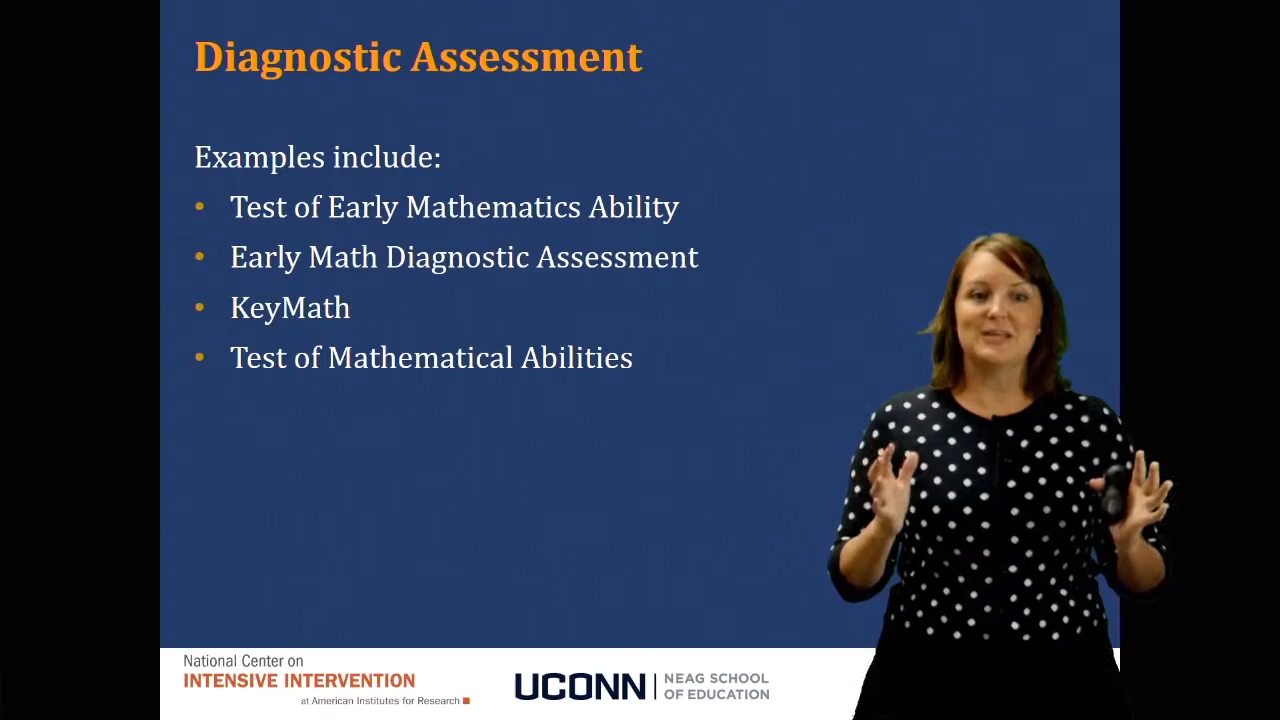 Diagnostic Assessment
Examples include:
• Test of Early Mathematics Ability
• Early Math Diagnostic Assessment
• KeyMath
• Test of Mathematical Abilities
National Center on
INTENSIVE INTERVENTION
at American Institutes for Research
UCONN
NEAG SCHOOL
OF EDUCATION